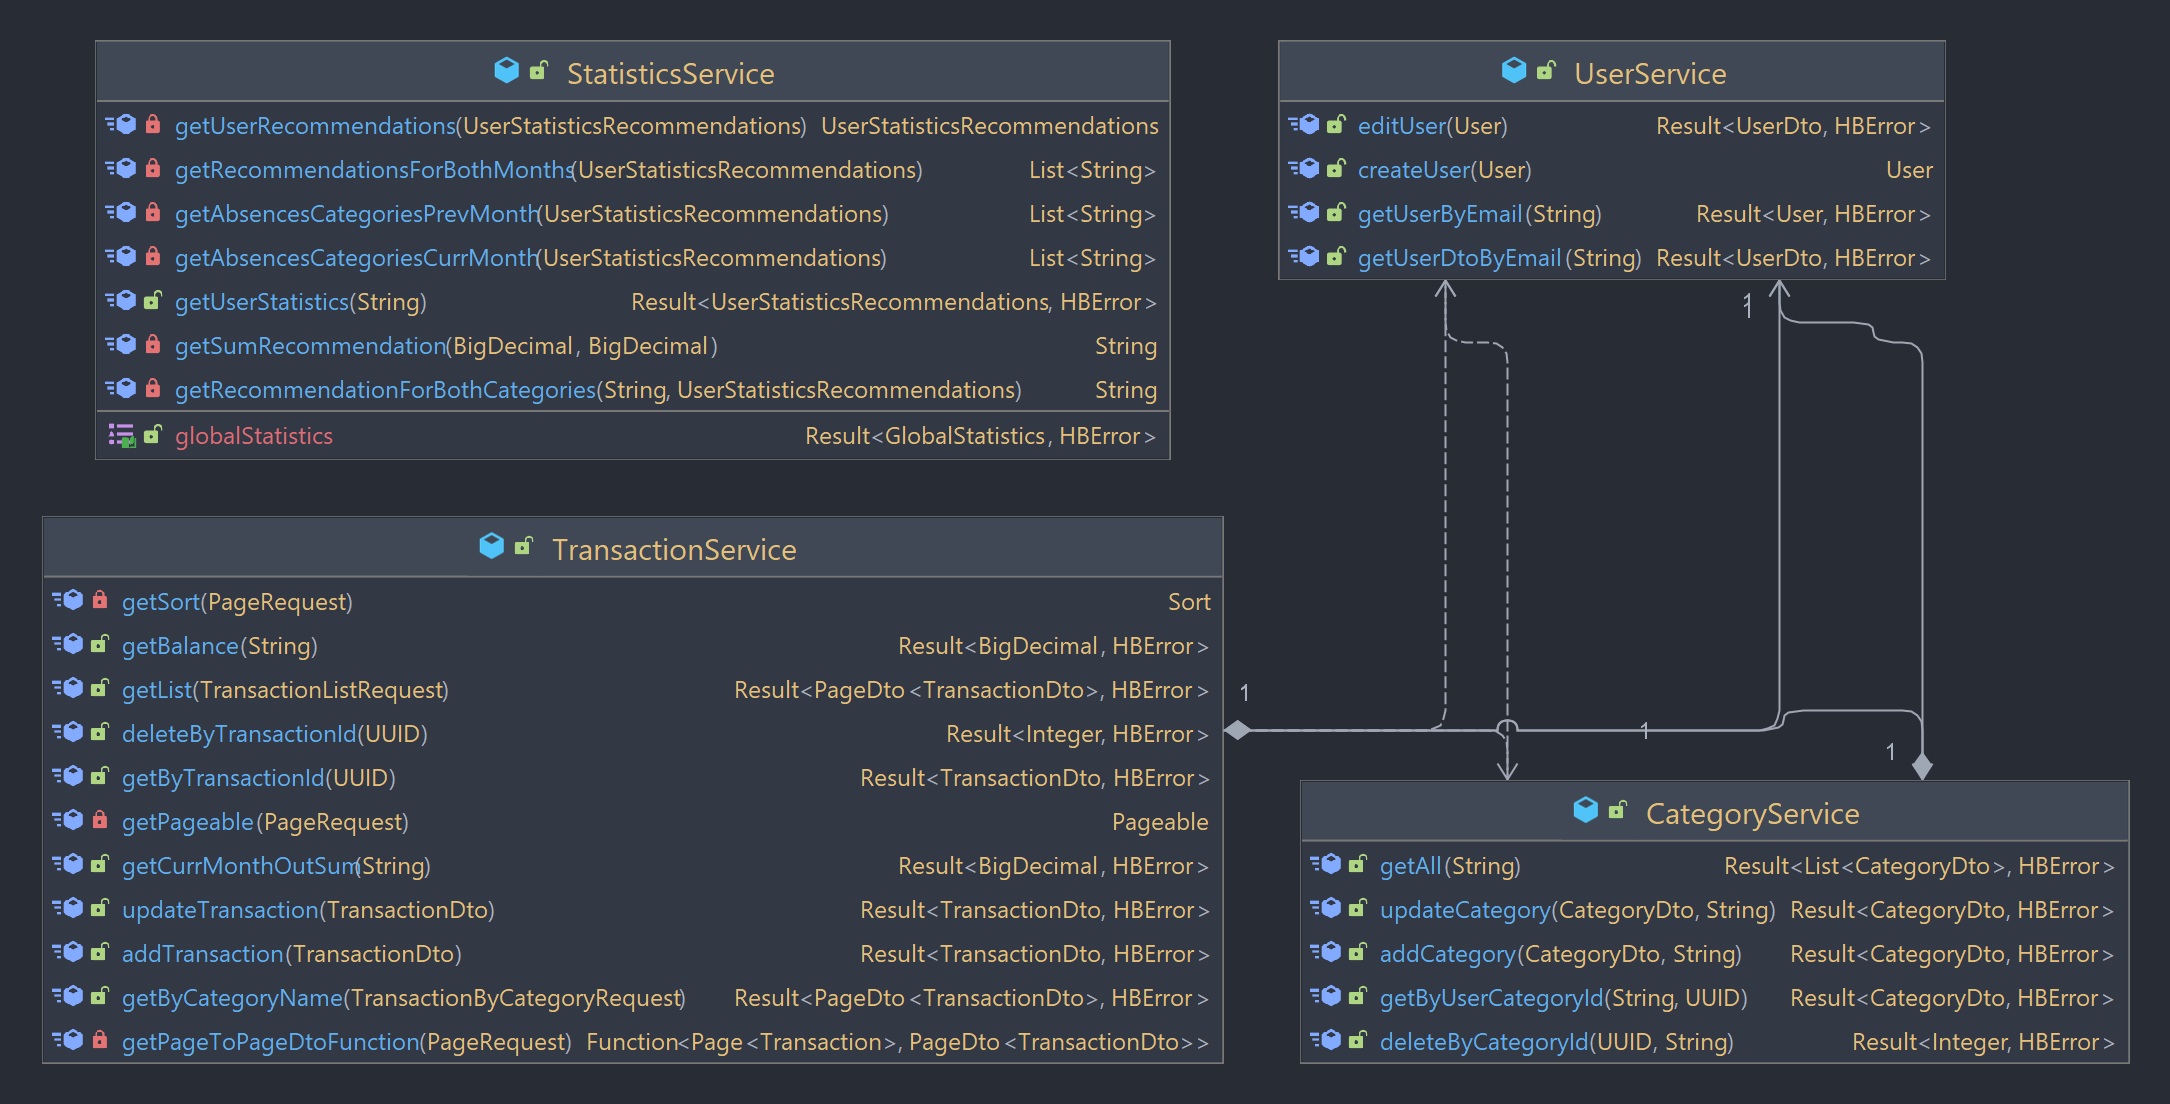 StatisticsService
getUserRecommendations(UserStatisticsRecommendations) UserStatisticsRecommendations
getRecommendationsForBothMonths(UserStatisticsRecommendations) List<String>
getAbsencesCategoriesPrevMonth(UserStatisticsRecommendations) List<String>
getAbsencesCategoriesCurrMonth(UserStatisticsRecommendations) List<String>
getUserStatistics(String) Result<UserStatisticsRecommendations, HBError>
getSumRecommendation(BigDecimal, BigDecimal) String
getRecommendationForBothCategories(String, UserStatisticsRecommendations) String
globalStatistics Result<GlobalStatistics, HBError>
UserService
editUser(User) Result<UserDto, HBError>
createUser(User) User
getUserByEmail(String) Result<User, HBError>
getUserDtoByEmail(String) Result<UserDto, HBError>
1
TransactionService
getSort(PageRequest) Sort
getBalance(String) Result<BigDecimal, HBError>
getList(TransactionListRequest) Result<PageDto<TransactionDto>, HBError>
deleteByTransactionId(UUID) Result<Integer, HBError>
getByTransactionId(UUID) Result<TransactionDto, HBError>
getPageable(PageRequest) Pageable
getCurrMonthOutSum(String) Result<BigDecimal, HBError>
updateTransaction(TransactionDto) Result<TransactionDto, HBError>
addTransaction(TransactionDto) Result<TransactionDto, HBError>
getByCategoryName(TransactionByCategoryRequest) Result<PageDto<TransactionDto>, HBError>
getPageToPageDtoFunction(PageRequest) Function<Page<Transaction>, PageDto<TransactionDto>>
1
1
1
CategoryService
getAll(String) Result<List<CategoryDto>, HBError>
updateCategory(CategoryDto, String) Result<CategoryDto, HBError>
addCategory(CategoryDto, String) Result<CategoryDto, HBError>
getByUserCategoryId(String, UUID) Result<CategoryDto, HBError>
deleteByCategoryId(UUID, String) Result<Integer, HBError>